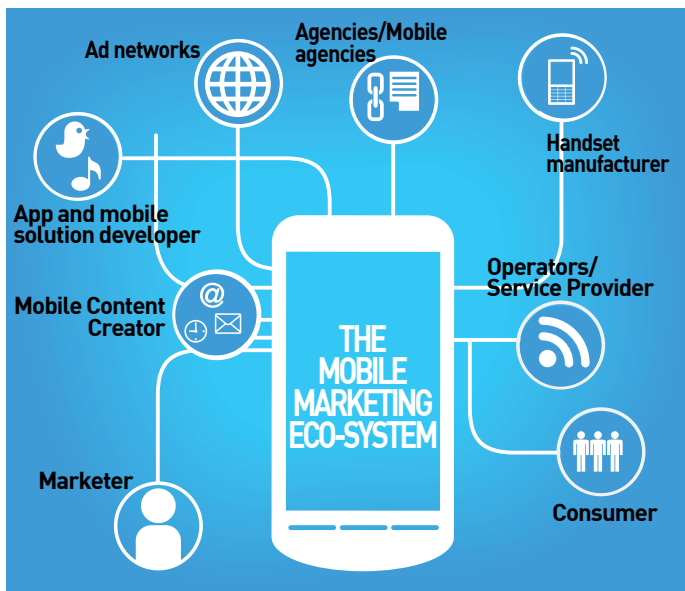 Ad networks
Agencies/Mobile
agencies
Handset
manufacturer
App and mobile
solution developer
Operators/
Service Provider
Mobile Content
Creator
@
THE
MOBILE
MARKETING
ECO-SYSTEM
Marketer
Consumer